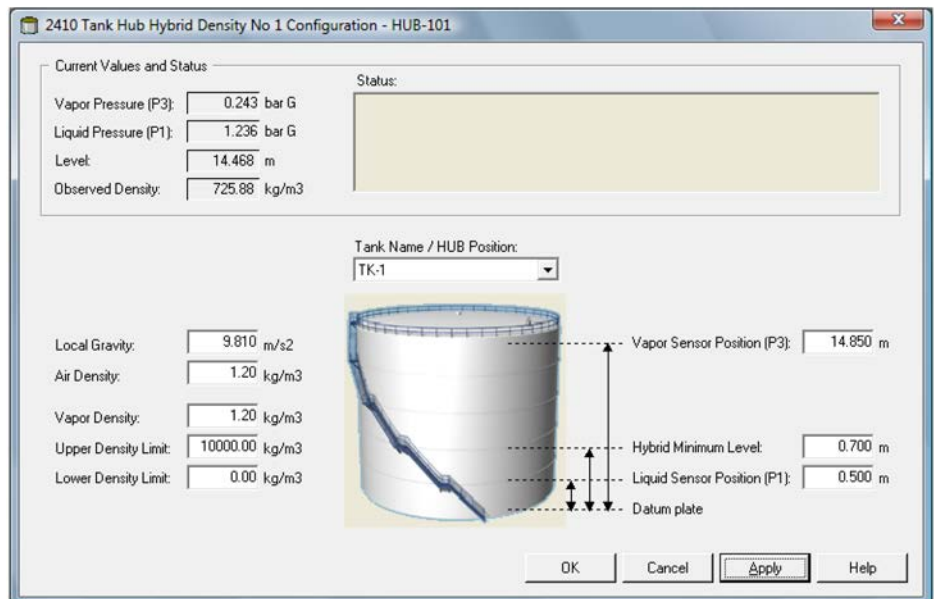 2410 Tank Hub Hybrid Density No 1 Configuration - HUB-101
Current Values and Status
Vapor Pressure (P3): 0.243 bar G
Liquid Pressure (P1): 1.236 bar G
Level: 14.468 m
Observed Density: 725.88 kg/m3
Status:
Tank Name / HUB Position:
TK-1
Local Gravity: 9.810 m/s2
Air Density: 1.20 kg/m3
Vapor Density: 1.20 kg/m3
Upper Density Limit: 10000.00 kg/m3
Lower Density Limit: 0.00 kg/m3
Vapor Sensor Position (P3): 14.850 m
Hybrid Minimum Level: 0.700 m
Liquid Sensor Position (P1): 0.500 m
Datum plate
OK Cancel Apply Help